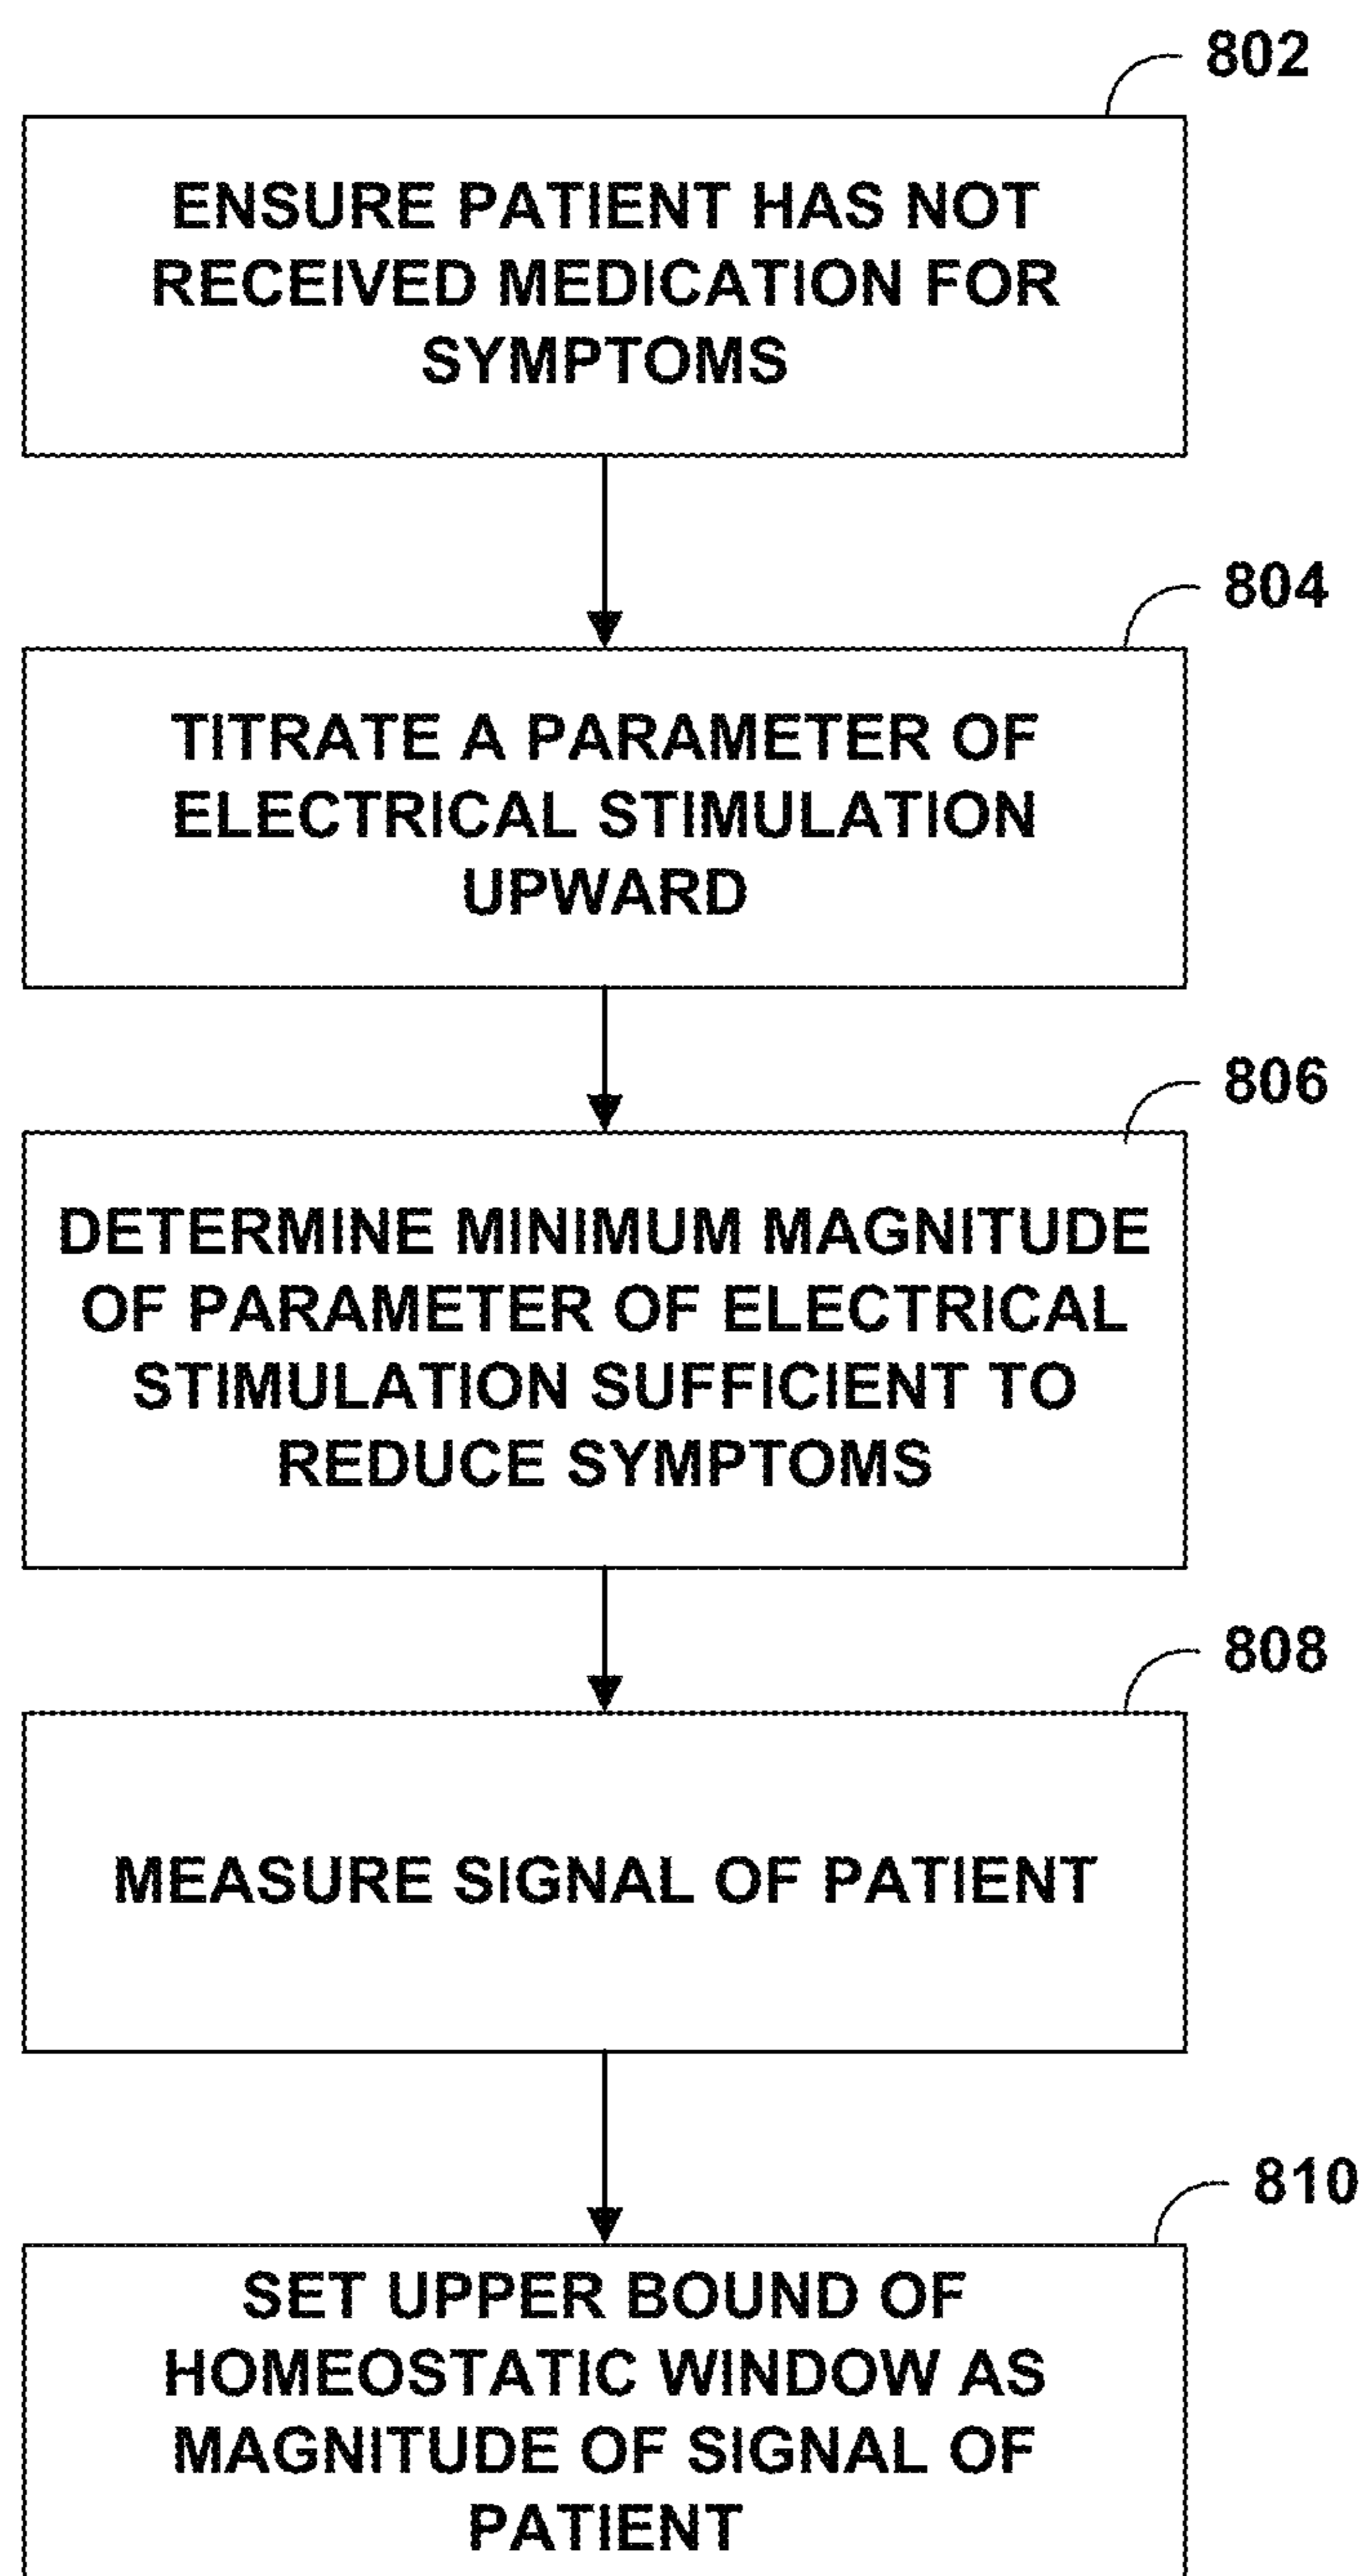 802
ENSURE PATIENT HAS NOT
RECEIVED MEDICATION FOR
SYMPTOMS
804
TITRATE A PARAMETER OF
ELECTRICAL STIMULATION
UPWARD
806
DETERMINE MINIMUM MAGNITUDE
OF PARAMETER OF ELECTRICAL
STIMULATION SUFFICIENT TO
REDUCE SYMPTOMS
808
MEASURE SIGNAL OF PATIENT
810
SET UPPER BOUND OF
HOMEOSTATIC WINDOW AS
MAGNITUDE OF SIGNAL OF
PATIENT